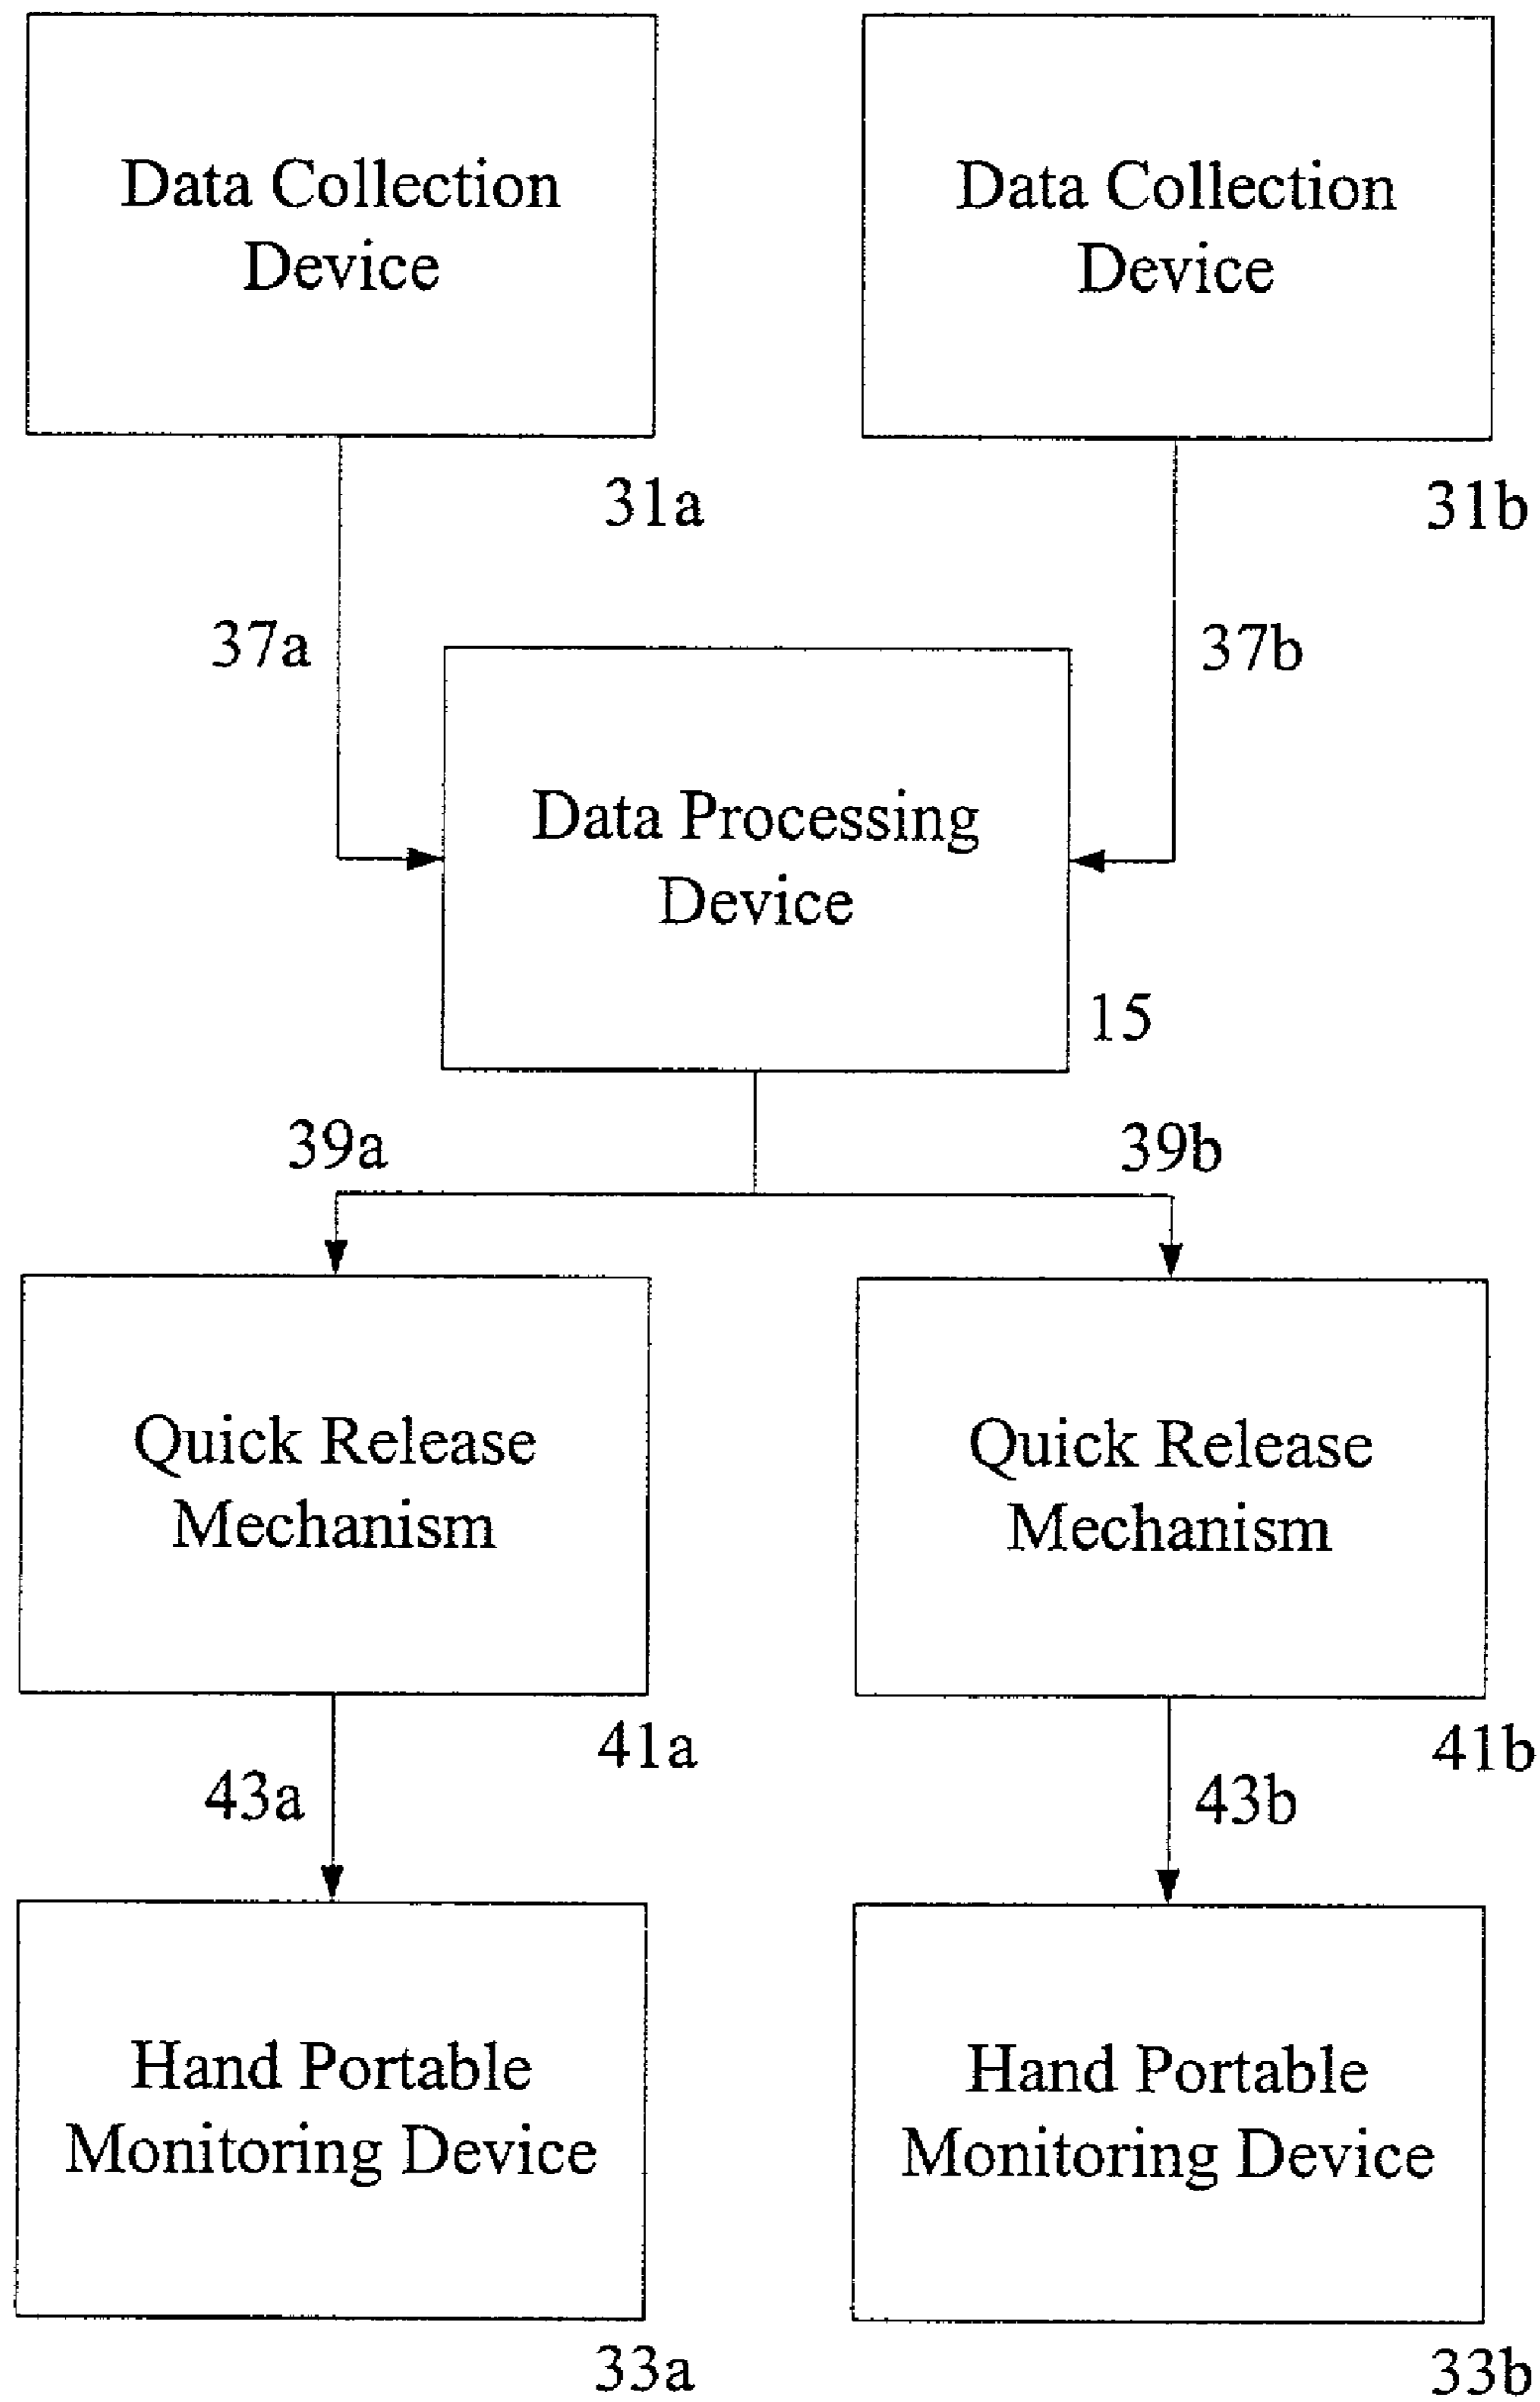 Data Collection
Device
31a
Data Collection
Device
31b
37a
37b
Data Processing
Device
15
39a
39b
Quick Release
Mechanism
41a
Quick Release
Mechanism
41b
43a
43b
Hand Portable
Monitoring Device
33a
Hand Portable
Monitoring Device
33b